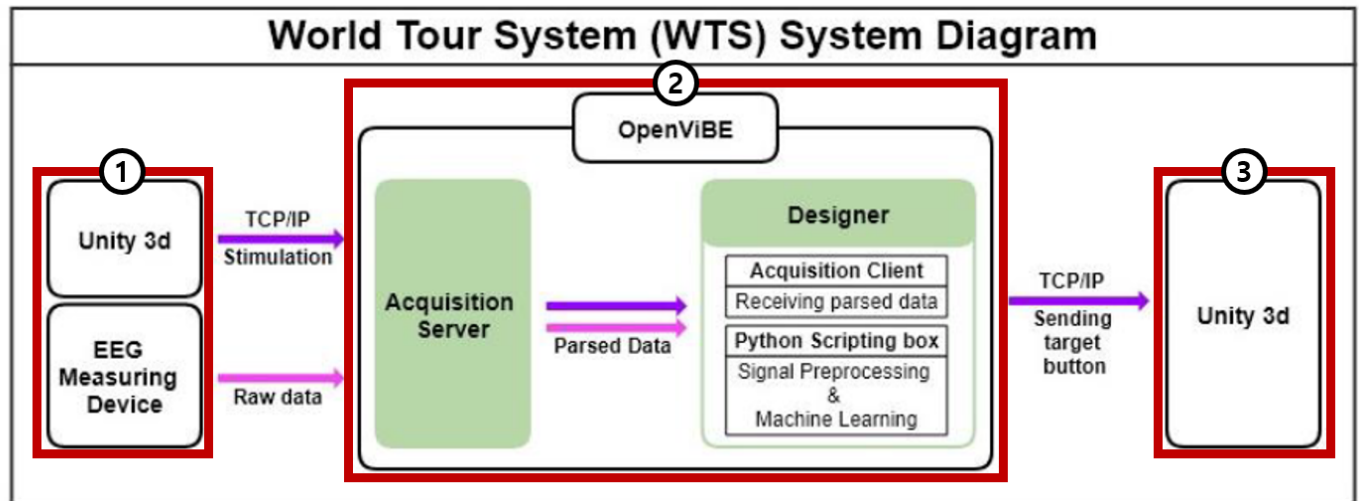 World Tour System (WTS) System Diagram
1
Unity 3d
EEG
Measuring
Device
TCP/IP
Stimulation
Raw data
2
OpenViBE
Acquisition
Server
Parsed Data
Designer
Acquisition Client
Receiving parsed data
Python Scripting box
Signal Preprocessing
&
Machine Learning
TCP/IP
Sending
target
button
3
Unity 3d